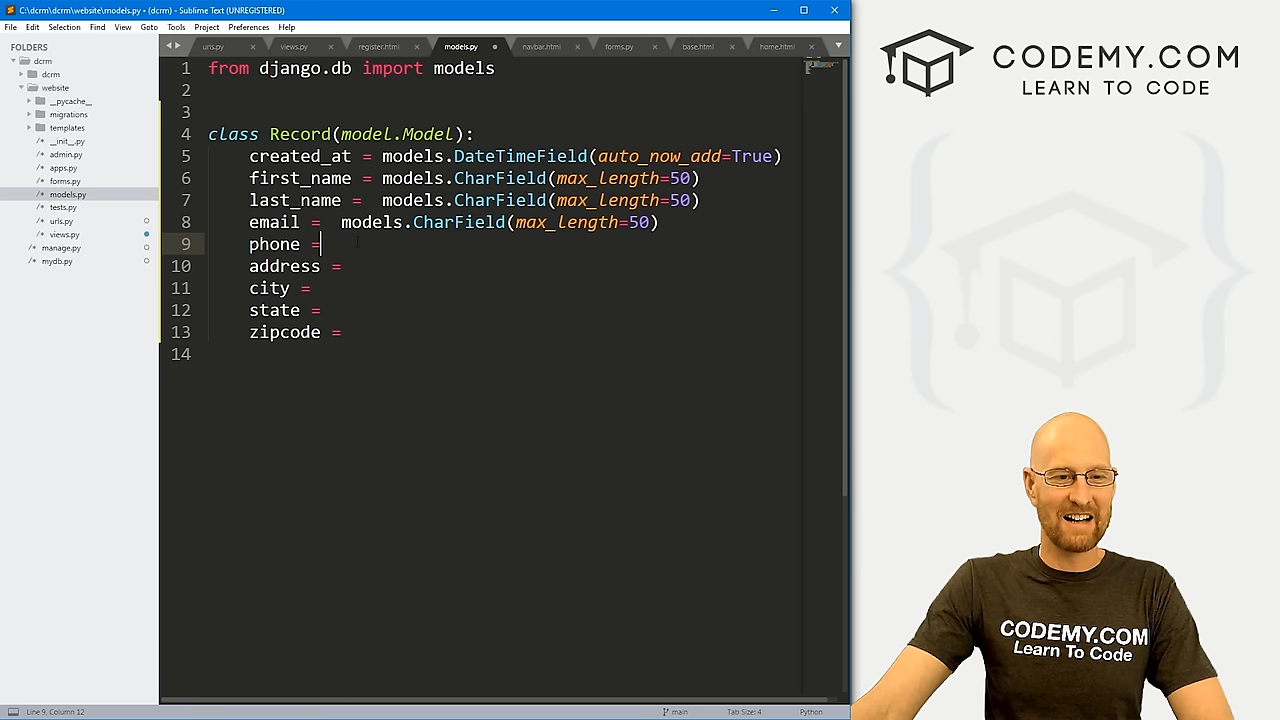 C:\dcrm\dcrm\website\models.py • (dcrm) - Sublime Text (UNREGISTERED)
File Edit Selection Find View Goto Tools Project Preferences Help
FOLDERS
dcrm
dcrm
website
__pycache__
migrations
templates
__init__.py
admin.py
apps.py
forms.py
models.py
tests.py
urls.py
views.py
manage.py
mydb.py
urls.py views.py register.html models.py navbar.html forms.py base.html home.html
1 from django.db import models
2
3
4 class Record(model.Model):
5 created_at = models.DateTimeField(auto_now_add=True)
6 first_name = models.CharField(max_length=50)
7 last_name =  models.CharField(max_length=50)
8 email =  models.CharField(max_length=50)
9 phone =
10 address =
11 city =
12 state =
13 zipcode =
14
Line 9, Column 12 main Tab Size: 4 Python
CODEMY.COM
LEARN TO CODE
CODEMY.COM
Learn To Code